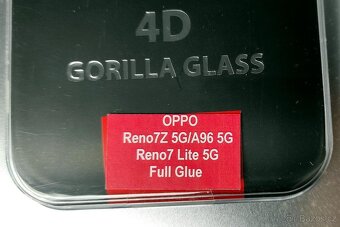 4D
GORILLA GLASS
OPPO
Reno7Z 5G/A96 5G
Reno7 Lite 5G
Full Glue